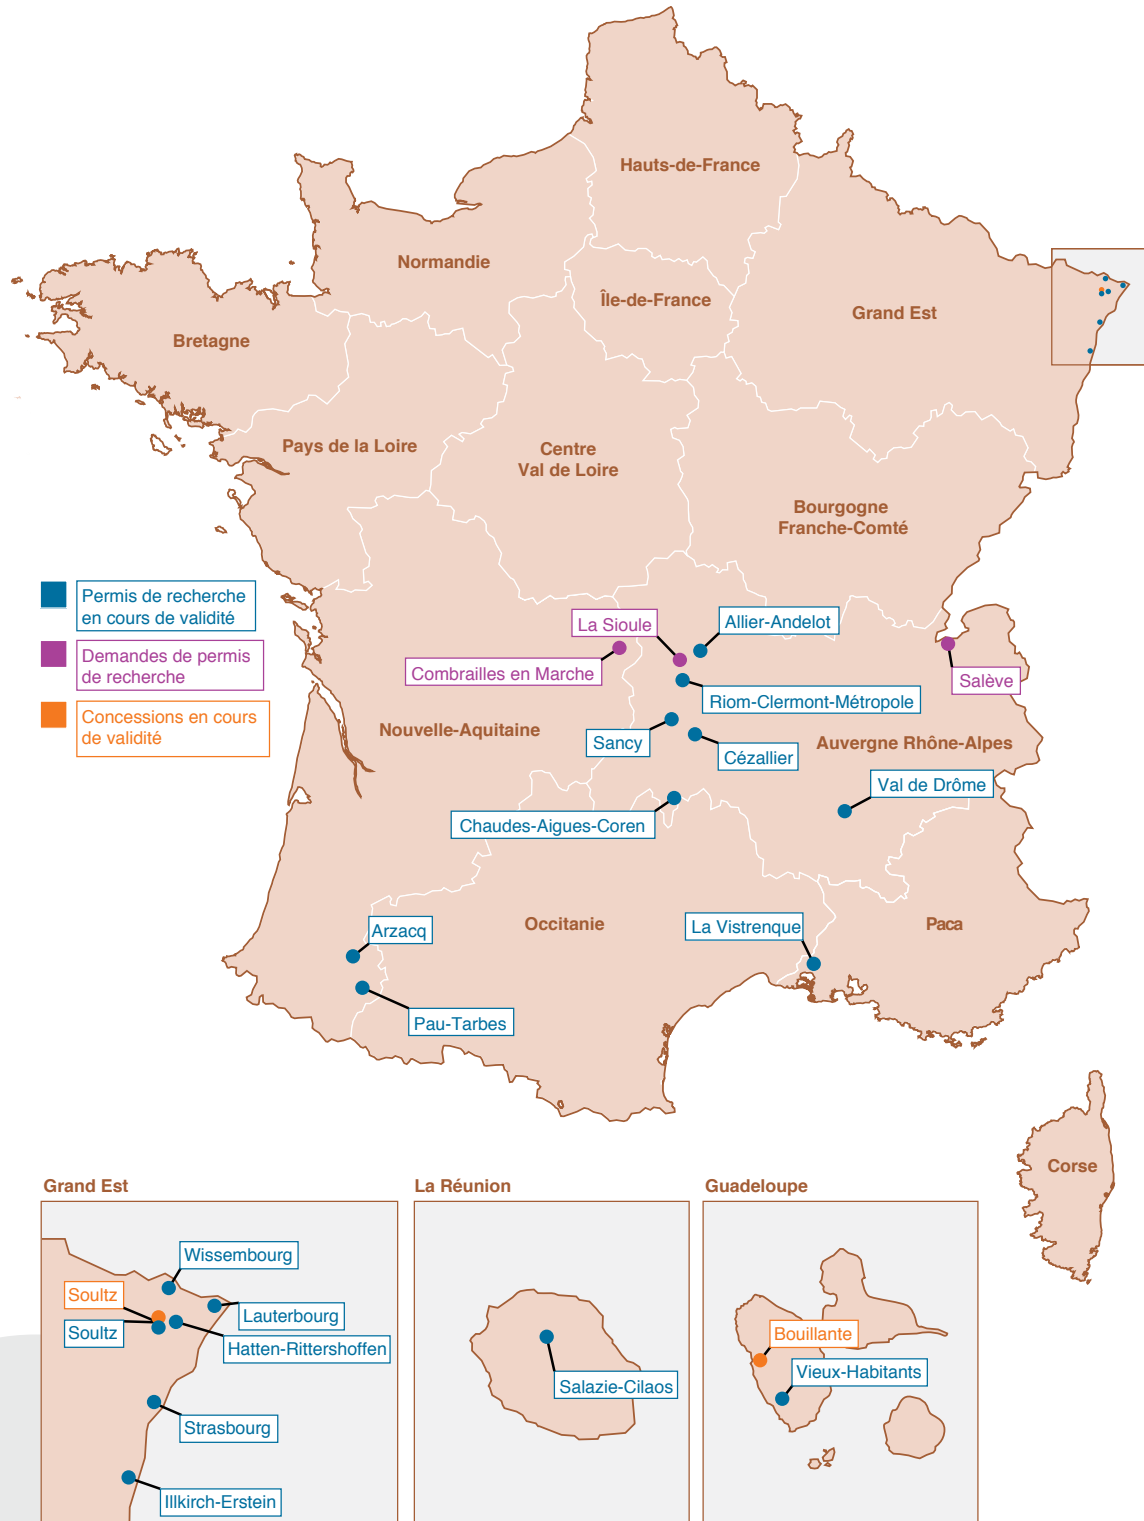 Hauts-de-France
Normandie
Île-de-France
Grand Est
Bretagne
Pays de la Loire
Centre
Val de Loire
Bourgogne
Franche-Comté
Permis de recherche
en cours de validité
Demandes de permis
de recherche
Concessions en cours
de validité
La Sioule
Allier-Andelot
Combrailles en Marche
Salève
Riom-Clermont-Métropole
Nouvelle-Aquitaine
Sancy
Cézallier
Auvergne Rhône-Alpes
Val de Drôme
Chaudes-Aigues-Coren
Arzacq
Occitanie
La Vistrenque
Paca
Pau-Tarbes
Corse
Grand Est
Wissembourg
Soultz
Lauterbourg
Soultz
Hatten-Rittershoffen
Strasbourg
Illkirch-Erstein
La Réunion
Salazie-Cilaos
Guadeloupe
Bouillante
Vieux-Habitants